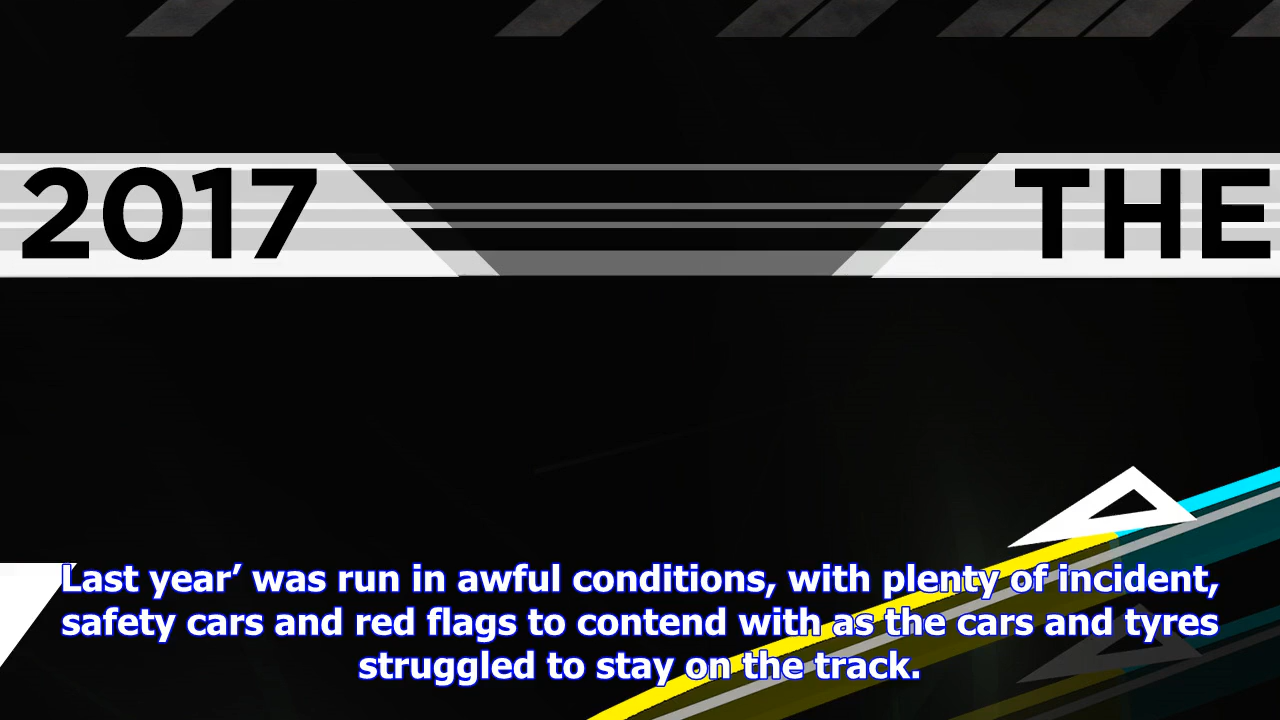 2017 THE
Last year’ was run in awful conditions, with plenty of incident,
safety cars and red flags to contend with as the cars and tyres
struggled to stay on the track.